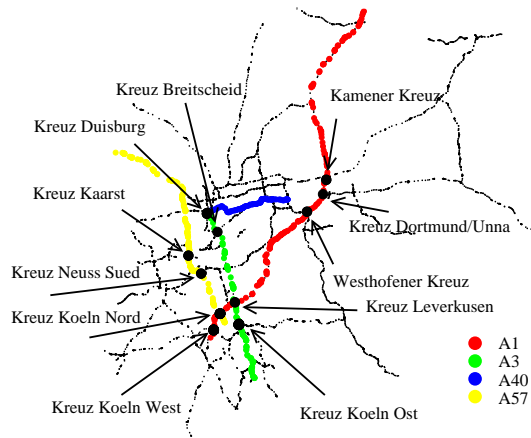 Kreuz Breitscheid
Kamener Kreuz
Kreuz Duisburg
Kreuz Kaarst
Kreuz Dortmund/Unna
Kreuz Neuss Sued
Westhofener Kreuz
Kreuz Leverkusen
Kreuz Koeln Nord
Kreuz Koeln West
Kreuz Koeln Ost
A1
A3
A40
A57